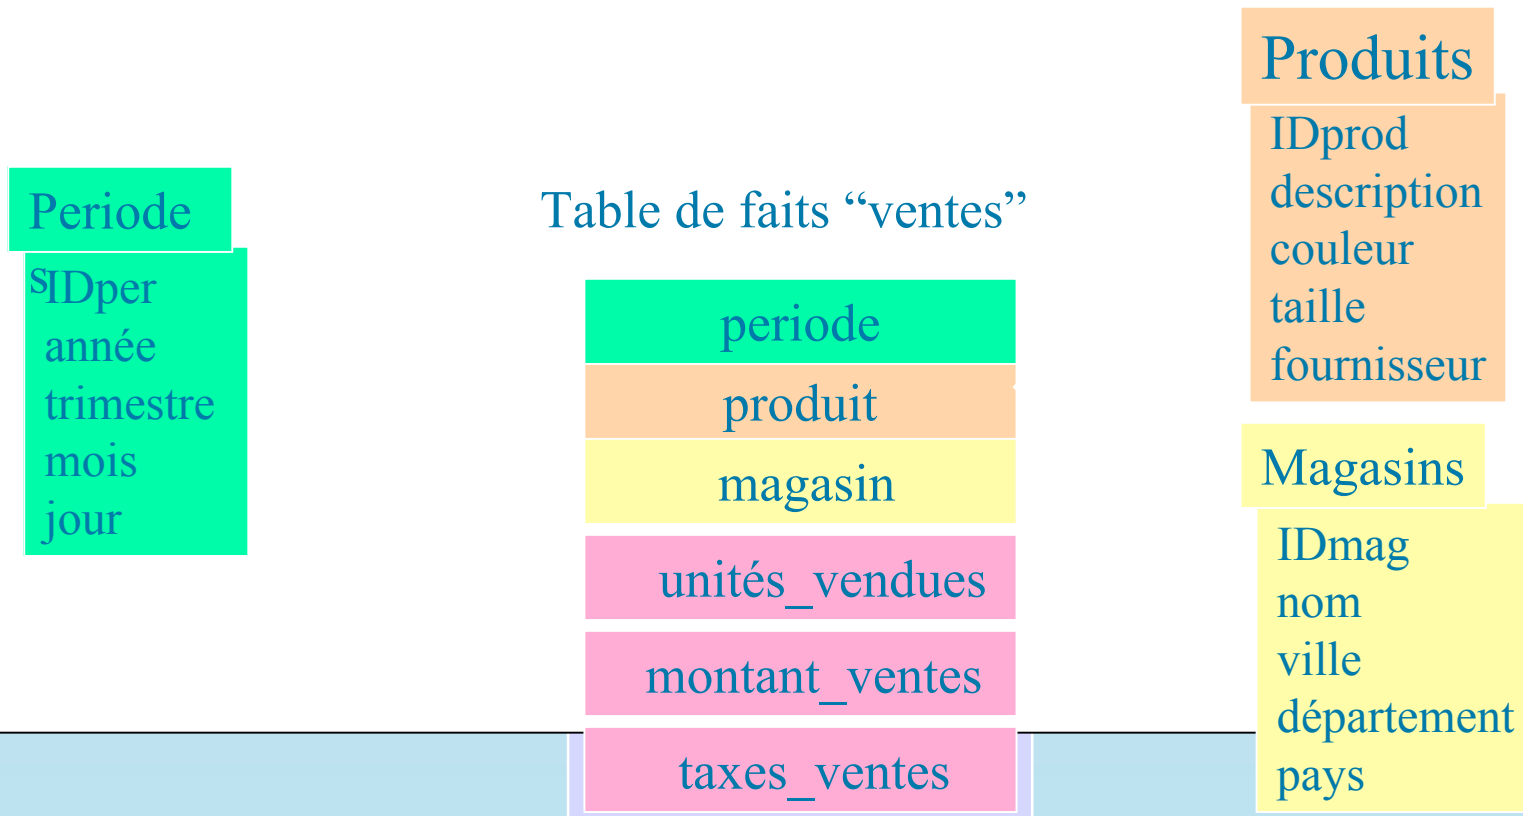 Periodes
IDper
année
trimestre
mois
jour
Table de faits “ventes”
periode
produit
magasin
unités_vendues
montant_ventes
taxes_ventes
Produits
IDprod
description
couleur
taille
fournisseur
Magasins
IDmag
nom
ville
département
pays